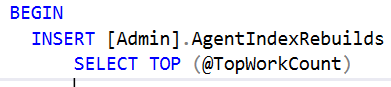 BEGIN
INSERT [Admin].AgentIndexRebuilds
SELECT TOP (@TopWorkCount)